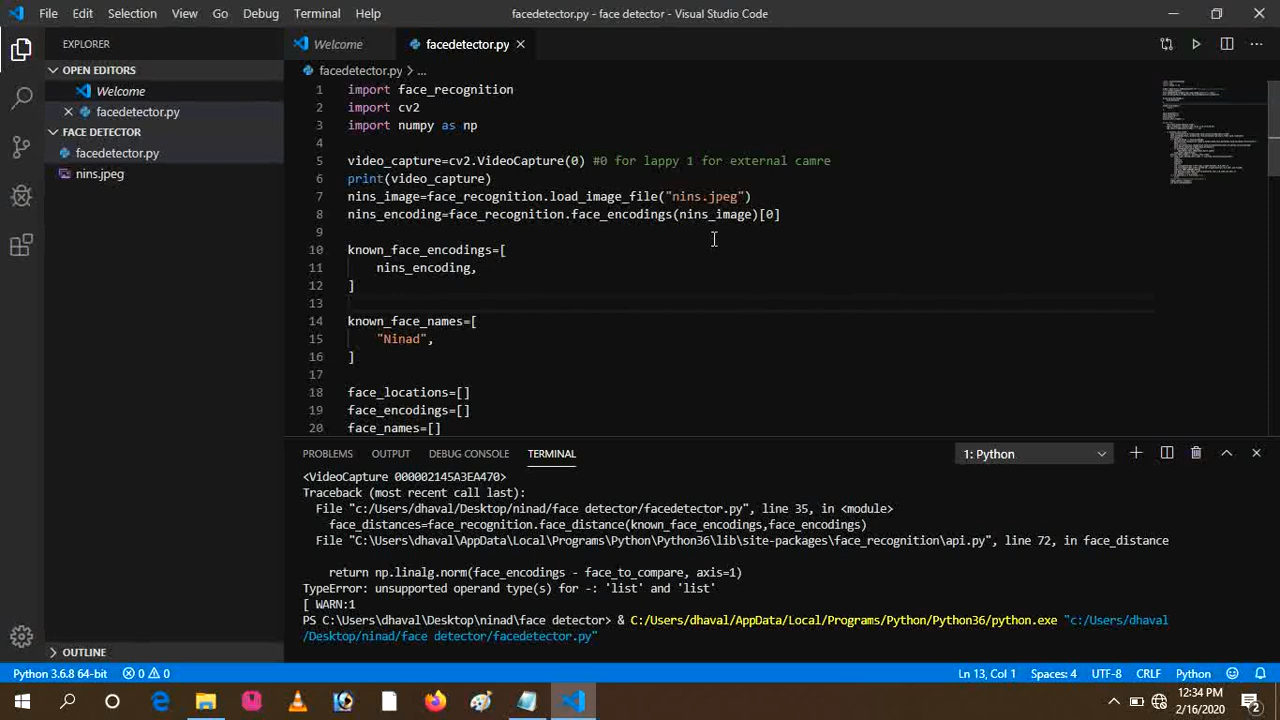 File Edit Selection View Go Debug Terminal Help facedetector.py - face detector - Visual Studio Code
EXPLORER
OPEN EDITORS
Welcome
facedetector.py
FACE DETECTOR
facedetector.py
nins.jpeg
OUTLINE
Welcome facedetector.py
facedetector.py > ...
1 import face_recognition
2 import cv2
3 import numpy as np
4
5 video_capture=cv2.VideoCapture(0) #0 for lappy 1 for external camre
6 print(video_capture)
7 nins_image=face_recognition.load_image_file("nins.jpeg")
8 nins_encoding=face_recognition.face_encodings(nins_image)[0]
9
10 known_face_encodings=[
11 nins_encoding,
12 ]
13
14 known_face_names=[
15 "Ninad",
16 ]
17
18 face_locations=[]
19 face_encodings=[]
20 face_names=[]
PROBLEMS OUTPUT DEBUG CONSOLE TERMINAL 1: Python
<VideoCapture 000002145A3EA470>
Traceback (most recent call last):
File "c:/Users/dhaval/Desktop/ninad/face detector/facedetector.py", line 35, in <module>
face_distances=face_recognition.face_distance(known_face_encodings,face_encodings)
File "C:\Users\dhaval\AppData\Local\Programs\Python\Python36\lib\site-packages\face_recognition\api.py", line 72, in face_distance
return np.linalg.norm(face_encodings - face_to_compare, axis=1)
TypeError: unsupported operand type(s) for -: 'list' and 'list'
[ WARN:1
PS C:\Users\dhaval\Desktop\ninad\face detector> & C:/Users/dhaval/AppData/Local/Programs/Python/Python36/python.exe "c:/Users/dhaval
/Desktop/ninad/face detector/facedetector.py"
Python 3.6.8 64-bit 0 0 Ln 13, Col 1 Spaces: 4 UTF-8 CRLF Python
12:34 PM
2/16/2020
2